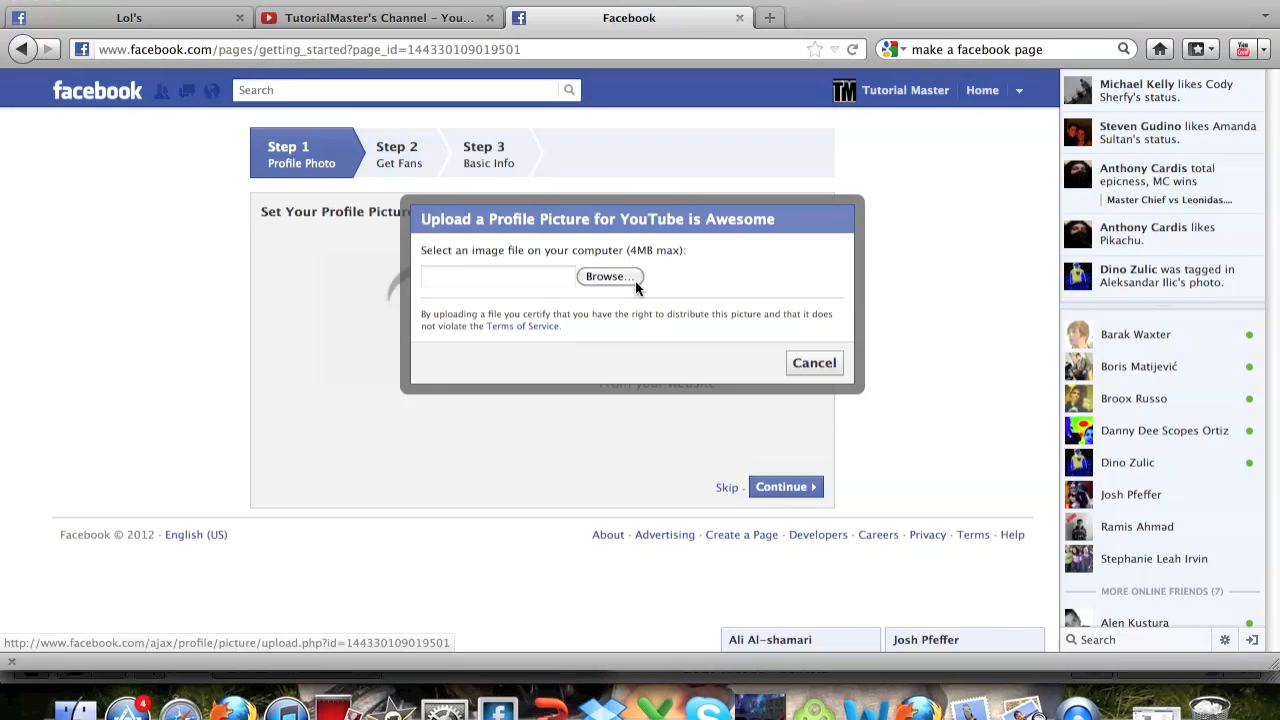 Lol's
TutorialMaster's Channel - You...
Facebook
www.facebook.com/pages/getting_started?page_id=144330109019501
make a facebook page
facebook
Search
Tutorial Master
Home
Step 1
Profile Photo
Step 2
Get Fans
Step 3
Basic Info
Set Your Profile Pictur
Upload a Profile Picture for YouTube is Awesome
Select an image file on your computer (4MB max):
Browse...
By uploading a file you certify that you have the right to distribute this picture and that it does
not violate the Terms of Service.
Cancel
From your website
Skip · Continue
Facebook © 2012 · English (US)
About · Advertising · Create a Page · Developers · Careers · Privacy · Terms · Help
Michael Kelly likes Cody
Sherfy's status.
Steven Gudino likes Amanda
Sultan's status.
Anthony Cardis total
epicness, MC wins
Master Chief vs Leonidas....
Anthony Cardis likes
Pikachu.
Dino Zulic was tagged in
Aleksandar Ilic's photo.
Barak Waxter
Boris Matijević
Broox Russo
Danny Dee Scopes Ortiz
Dino Zulic
Josh Pfeffer
Ramis Ahməd
Stephanie Leah Irvin
MORE ONLINE FRIENDS (7)
Alen Kustura
Search
Ali Al-shamari
Josh Pfeffer
http://www.facebook.com/ajax/profile/picture/upload.php?id=144330109019501
4